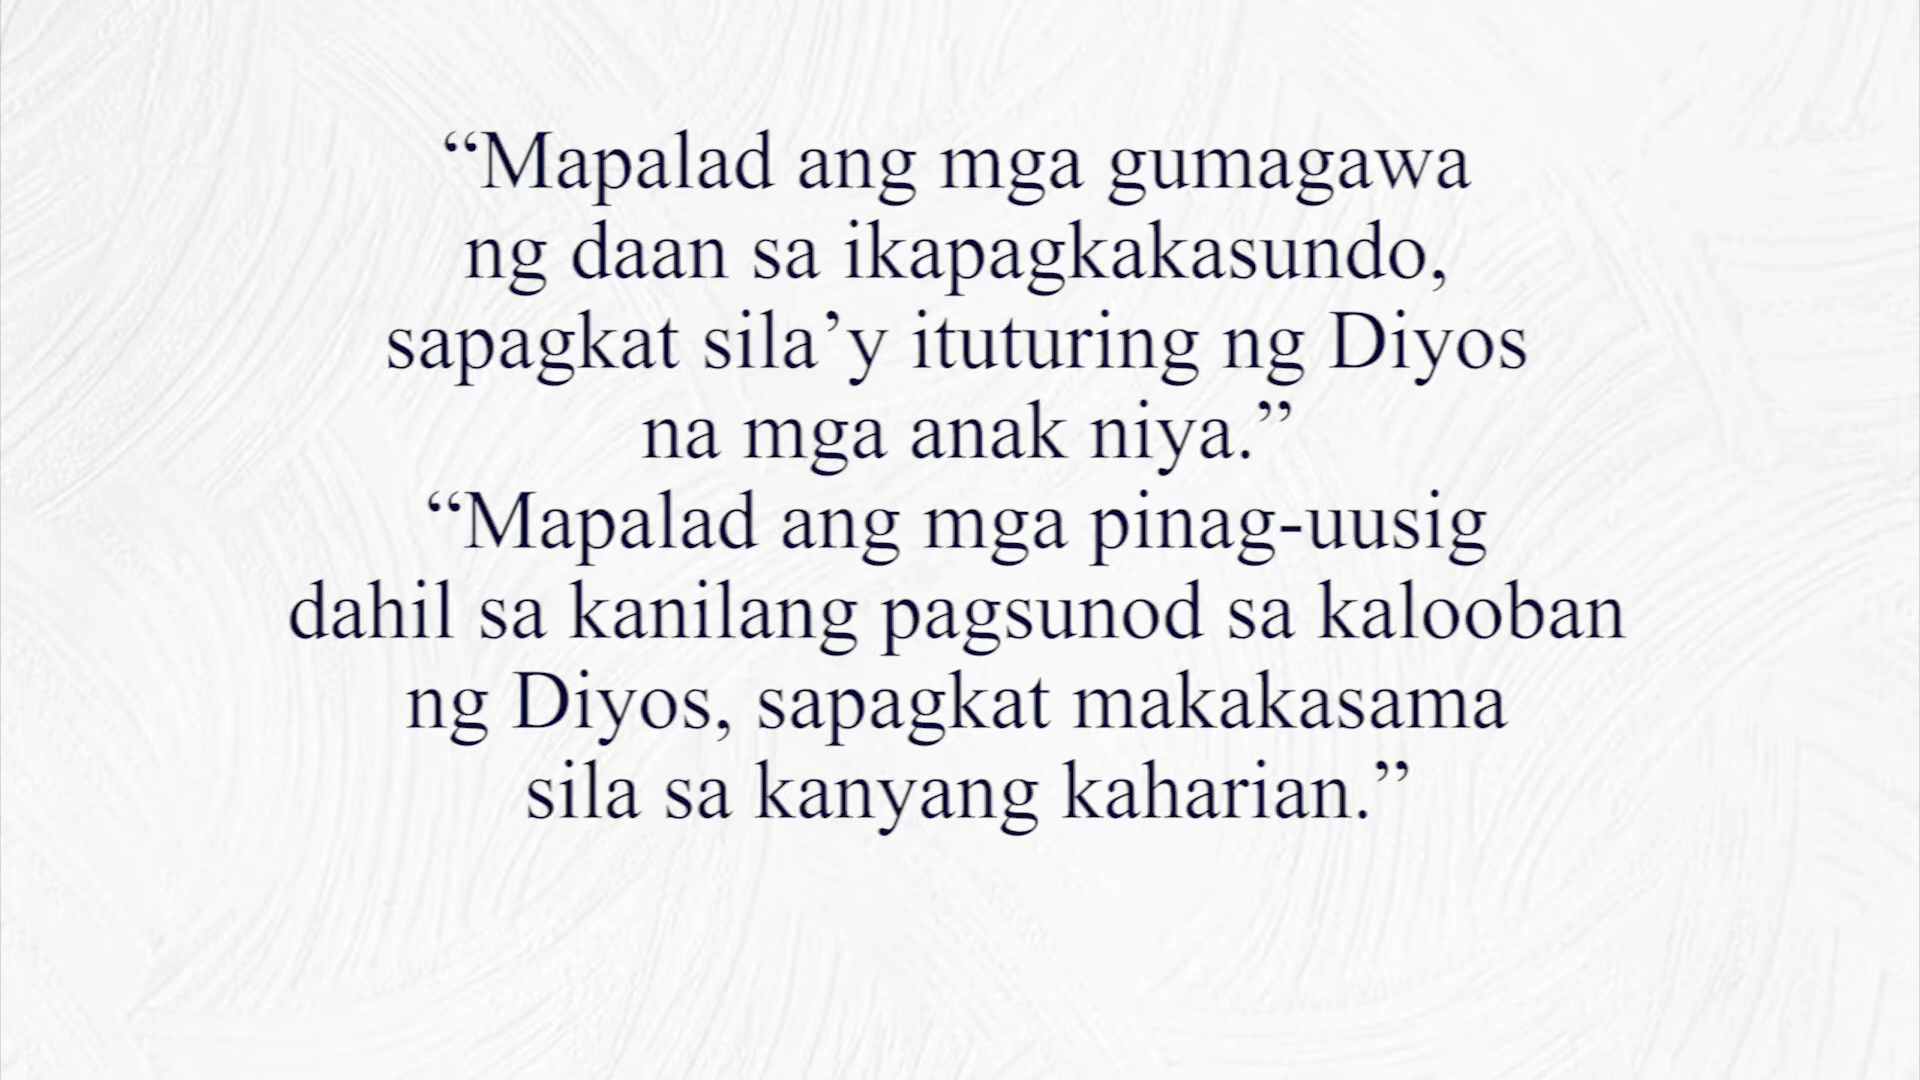 “Mapalad ang mga gumagawa
ng daan sa ikapagkakasundo,
sapagkat sila’y ituturing ng Diyos
na mga anak niya.”
“Mapalad ang mga pinag-uusig
dahil sa kanilang pagsunod sa kalooban
ng Diyos, sapagkat makakasama
sila sa kanyang kaharian.”